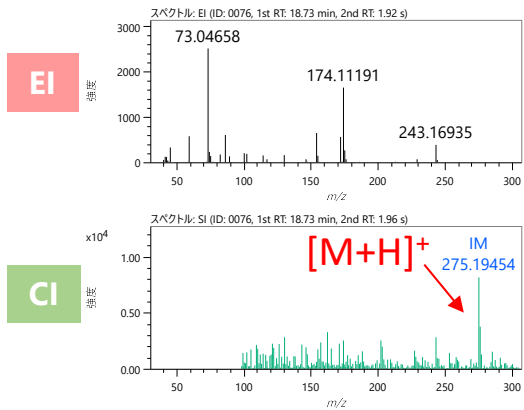 スペクトル: EI (ID: 0076, 1st RT: 18.73 min, 2nd RT: 1.92 s)
EI
強度
3000
2000
1000
0
73.04658
174.11191
243.16935
50
100
150
200
250
300
m/z
スペクトル: SI (ID: 0076, 1st RT: 18.73 min, 2nd RT: 1.96 s)
x10⁴
CI
強度
1.00
0.50
0.00
[M+H]⁺
IM
275.19454
50
100
150
200
250
300
m/z